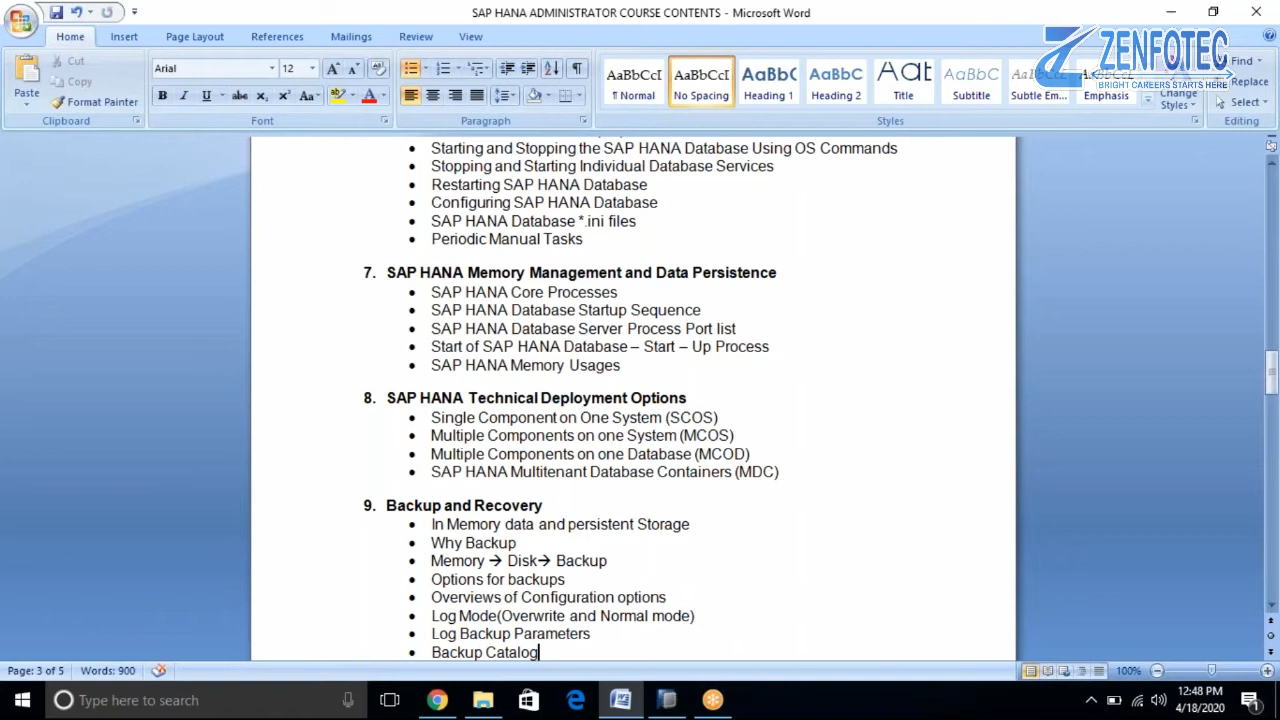 SAP HANA ADMINISTRATOR COURSE CONTENTS - Microsoft Word
Home Insert Page Layout References Mailings Review View
ZENFOTEC
BRIGHT CAREERS STARTS HERE
Paste
Cut
Copy
Format Painter
Clipboard
Arial 12
Font
Paragraph
AaBbCcI AaBbCcI AaBbC AaBbC AaB AaBbCcI AaBbCcI AaBbCcI
¶ Normal No Spacing Heading 1 Heading 2 Title Subtitle Subtle Em... Emphasis
Change Styles
Styles
Find
Replace
Select
Editing
• Starting and Stopping the SAP HANA Database Using OS Commands
• Stopping and Starting Individual Database Services
• Restarting SAP HANA Database
• Configuring SAP HANA Database
• SAP HANA Database *.ini files
• Periodic Manual Tasks
7. SAP HANA Memory Management and Data Persistence
• SAP HANA Core Processes
• SAP HANA Database Startup Sequence
• SAP HANA Database Server Process Port list
• Start of SAP HANA Database – Start – Up Process
• SAP HANA Memory Usages
8. SAP HANA Technical Deployment Options
• Single Component on One System (SCOS)
• Multiple Components on one System (MCOS)
• Multiple Components on one Database (MCOD)
• SAP HANA Multitenant Database Containers (MDC)
9. Backup and Recovery
• In Memory data and persistent Storage
• Why Backup
• Memory → Disk→ Backup
• Options for backups
• Overviews of Configuration options
• Log Mode(Overwrite and Normal mode)
• Log Backup Parameters
• Backup Catalog
Page: 3 of 5 Words: 900 100%
Type here to search
12:48 PM
4/18/2020